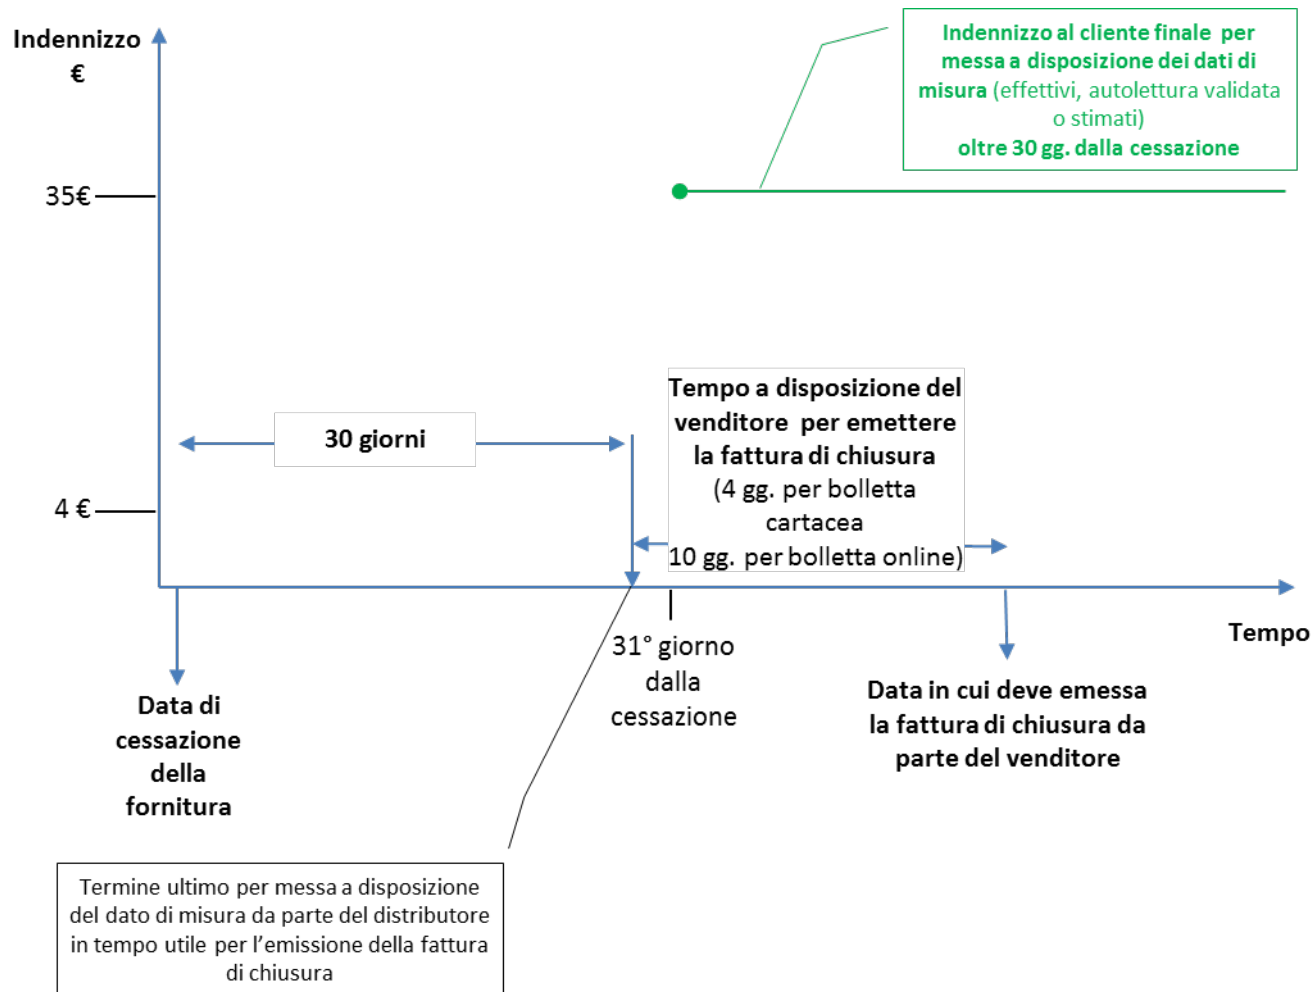 Indennizzo
€
Indennizzo al cliente finale per
messa a disposizione dei dati di
misura (effettivi, autolettura validata
o stimati)
oltre 30 gg. dalla cessazione
35€
30 giorni
Tempo a disposizione del
venditore per emettere
la fattura di chiusura
(4 gg. per bolletta
cartacea
10 gg. per bolletta online)
4 €
Tempo
31° giorno
dalla
cessazione
Data di
cessazione
della
fornitura
Data in cui deve emessa
la fattura di chiusura da
parte del venditore
Termine ultimo per messa a disposizione
del dato di misura da parte del distributore
in tempo utile per l’emissione della fattura
di chiusura